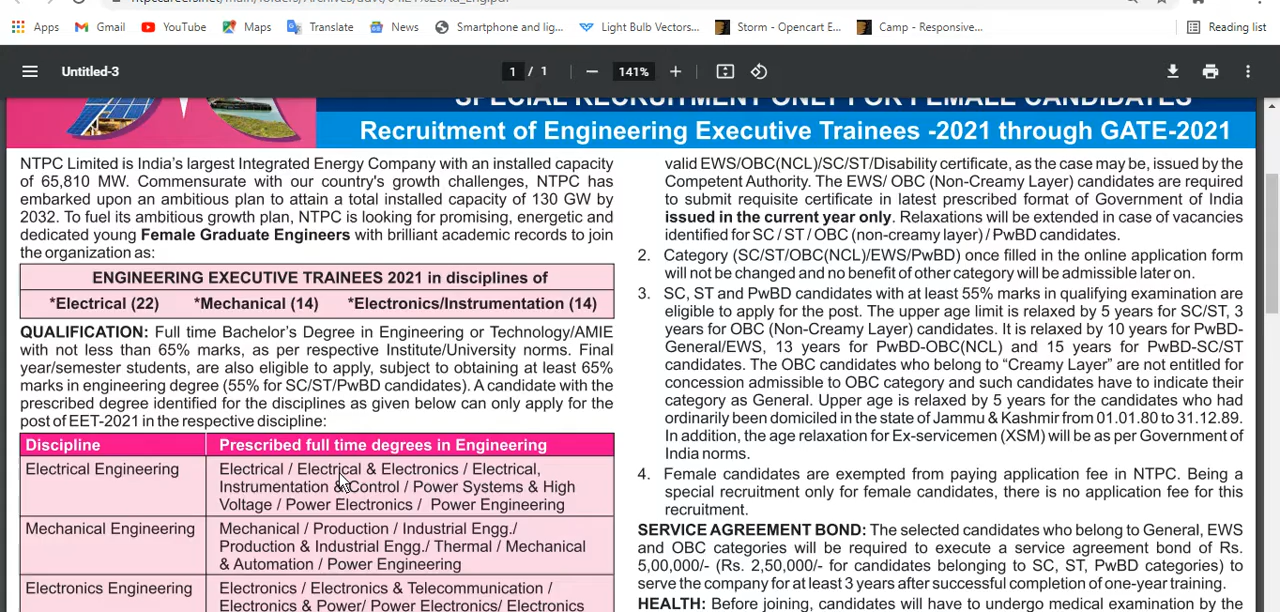 Apps
Gmail
YouTube
Maps
Translate
News
Smartphone and lig...
Light Bulb Vectors...
Storm - Opencart E...
Camp - Responsive...
Reading list
Untitled-3
1 / 1
141%
SPECIAL RECRUITMENT ONLY FOR FEMALE CANDIDATES
Recruitment of Engineering Executive Trainees -2021 through GATE-2021
NTPC Limited is India's largest Integrated Energy Company with an installed capacity
of 65,810 MW. Commensurate with our country's growth challenges, NTPC has
embarked upon an ambitious plan to attain a total installed capacity of 130 GW by
2032. To fuel its ambitious growth plan, NTPC is looking for promising, energetic and
dedicated young Female Graduate Engineers with brilliant academic records to join
the organization as:
ENGINEERING EXECUTIVE TRAINEES 2021 in disciplines of
*Electrical (22) *Mechanical (14) *Electronics/Instrumentation (14)
QUALIFICATION: Full time Bachelor's Degree in Engineering or Technology/AMIE
with not less than 65% marks, as per respective Institute/University norms. Final
year/semester students, are also eligible to apply, subject to obtaining at least 65%
marks in engineering degree (55% for SC/ST/PwBD candidates). A candidate with the
prescribed degree identified for the disciplines as given below can only apply for the
post of EET-2021 in the respective discipline:
Discipline Prescribed full time degrees in Engineering
Electrical Engineering Electrical / Electrical & Electronics / Electrical,
Instrumentation & Control / Power Systems & High
Voltage / Power Electronics / Power Engineering
Mechanical Engineering Mechanical / Production / Industrial Engg./
Production & Industrial Engg./ Thermal / Mechanical
& Automation / Power Engineering
Electronics Engineering Electronics / Electronics & Telecommunication /
Electronics & Power/ Power Electronics/ Electronics
valid EWS/OBC(NCL)/SC/ST/Disability certificate, as the case may be, issued by the
Competent Authority. The EWS/ OBC (Non-Creamy Layer) candidates are required
to submit requisite certificate in latest prescribed format of Government of India
issued in the current year only. Relaxations will be extended in case of vacancies
identified for SC / ST / OBC (non-creamy layer) / PwBD candidates.
2. Category (SC/ST/OBC(NCL)/EWS/PwBD) once filled in the online application form
will not be changed and no benefit of other category will be admissible later on.
3. SC, ST and PwBD candidates with at least 55% marks in qualifying examination are
eligible to apply for the post. The upper age limit is relaxed by 5 years for SC/ST, 3
years for OBC (Non-Creamy Layer) candidates. It is relaxed by 10 years for PwBD-
General/EWS, 13 years for PwBD-OBC(NCL) and 15 years for PwBD-SC/ST
candidates. The OBC candidates who belong to “Creamy Layer” are not entitled for
concession admissible to OBC category and such candidates have to indicate their
category as General. Upper age is relaxed by 5 years for the candidates who had
ordinarily been domiciled in the state of Jammu & Kashmir from 01.01.80 to 31.12.89.
In addition, the age relaxation for Ex-servicemen (XSM) will be as per Government of
India norms.
4. Female candidates are exempted from paying application fee in NTPC. Being a
special recruitment only for female candidates, there is no application fee for this
recruitment.
SERVICE AGREEMENT BOND: The selected candidates who belong to General, EWS
and OBC categories will be required to execute a service agreement bond of Rs.
5,00,000/- (Rs. 2,50,000/- for candidates belonging to SC, ST, PwBD categories) to
serve the company for at least 3 years after successful completion of one-year training.
HEALTH: Before joining, candidates will have to undergo medical examination by the